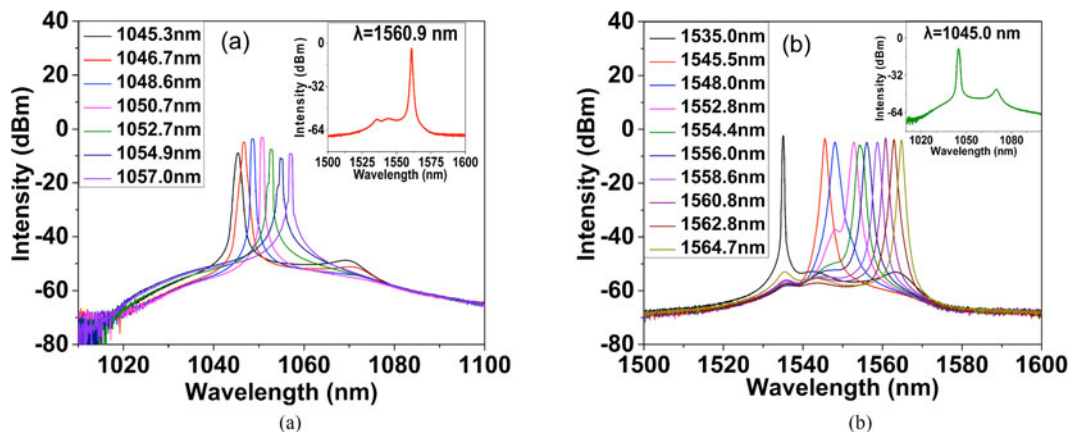 40
20
0
-20
-40
-60
-80
Intensity (dBm)
1045.3nm
1046.7nm
1048.6nm
1050.7nm
1052.7nm
1054.9nm
1057.0nm
(a)
λ=1560.9 nm
0
-32
-64
Intensity (dBm)
1500 1525 1550 1575 1600
Wavelength (nm)
1020 1040 1060 1080 1100
Wavelength (nm)
(a)
40
20
0
-20
-40
-60
-80
Intensity (dBm)
1535.0nm
1545.5nm
1548.0nm
1552.8nm
1554.4nm
1556.0nm
1558.6nm
1560.8nm
1562.8nm
1564.7nm
(b)
λ=1045.0 nm
0
-32
-64
Intensity (dBm)
1020 1050 1080
Wavelength (nm)
1500 1520 1540 1560 1580 1600
Wavelength (nm)
(b)